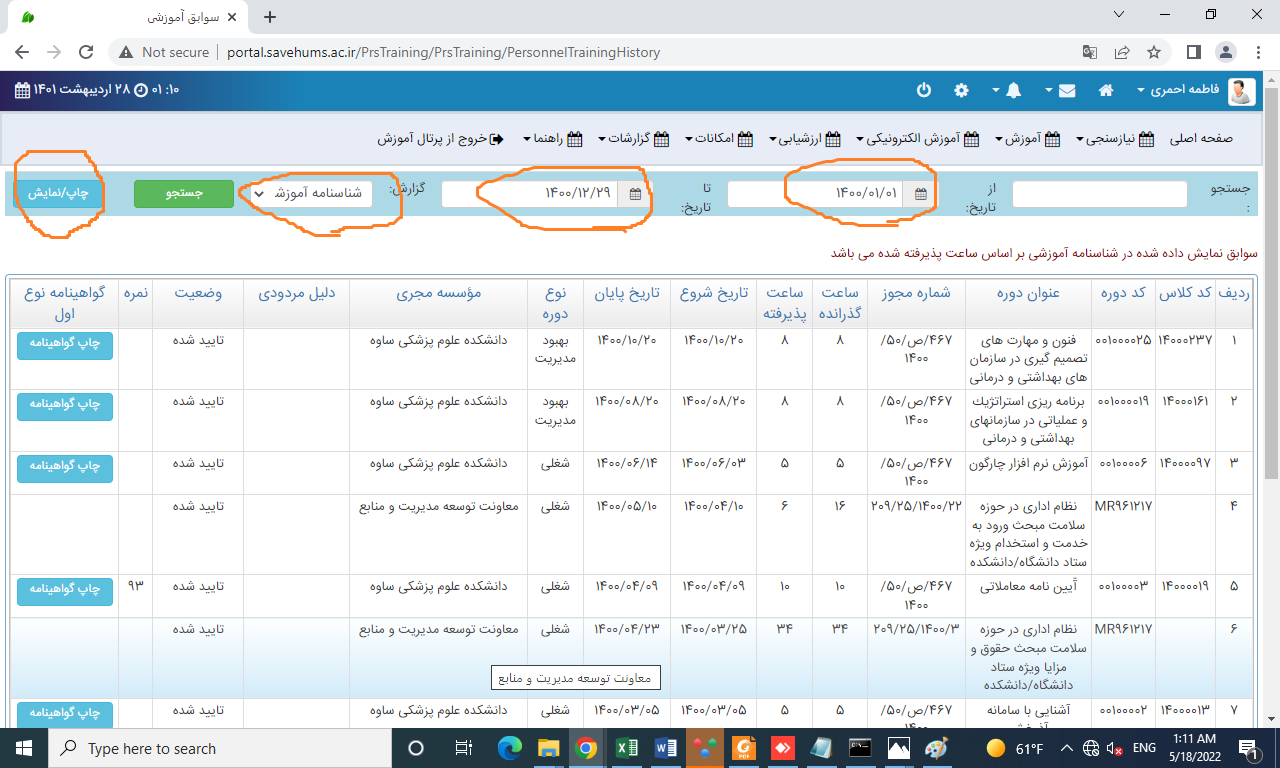 سوابق آموزشی
Not secure
portal.savehums.ac.ir/PrsTraining/PrsTraining/PersonnelTrainingHistory
فاطمه احمری
۰۱:۱۰ ۲۸ اردیبهشت ۱۴۰۱
صفحه اصلی نیازسنجی آموزش آموزش الکترونیکی ارزشیابی امکانات گزارشات راهنما خروج از پرتال آموزش
جستجو : از تاریخ: ۱۴۰۰/۰۱/۰۱ تا تاریخ: ۱۴۰۰/۱۲/۲۹ گزارش: شناسنامه آموزش جستجو چاپ/نمایش
سوابق نمایش داده شده در شناسنامه آموزشی بر اساس ساعت پذیرفته شده می باشد
ردیف کد کلاس کد دوره عنوان دوره شماره مجوز ساعت گذرانده ساعت پذیرفته تاریخ شروع تاریخ پایان نوع دوره مؤسسه مجری دلیل مردودی وضعیت نمره گواهینامه نوع اول
۱ ۱۴۰۰۰۲۳۷ ۰۰۱۰۰۰۰۲۵ فنون و مهارت های تصمیم گیری در سازمان های بهداشتی و درمانی ۴۶۷/ص/۵۰/۱۴۰۰ ۸ ۸ ۱۴۰۰/۱۰/۲۰ ۱۴۰۰/۱۰/۲۰ بهبود مدیریت دانشکده علوم پزشکی ساوه تایید شده چاپ گواهینامه
۲ ۱۴۰۰۰۱۶۱ ۰۰۱۰۰۰۰۱۹ برنامه ریزی استراتژیك و عملیاتی در سازمانهای بهداشتی و درمانی ۴۶۷/ص/۵۰/۱۴۰۰ ۸ ۸ ۱۴۰۰/۰۸/۲۰ ۱۴۰۰/۰۸/۲۰ بهبود مدیریت دانشکده علوم پزشکی ساوه تایید شده چاپ گواهینامه
۳ ۱۴۰۰۰۰۹۷ ۰۰۱۰۰۰۰۶ آموزش نرم افزار چارگون ۴۶۷/ص/۵۰/۱۴۰۰ ۵ ۵ ۱۴۰۰/۰۶/۰۳ ۱۴۰۰/۰۶/۱۴ شغلی دانشکده علوم پزشکی ساوه تایید شده چاپ گواهینامه
۴ MR۹۶۱۲۱۷ نظام اداری در حوزه سلامت مبحث ورود به خدمت و استخدام ویژه ستاد دانشگاه/دانشکده ۲۰۹/۲۵/۱۴۰۰/۲۲ ۱۶ ۶ ۱۴۰۰/۰۴/۱۰ ۱۴۰۰/۰۵/۱۰ شغلی معاونت توسعه مدیریت و منابع تایید شده
۵ ۱۴۰۰۰۰۱۹ ۰۰۱۰۰۰۰۳ آیین نامه معاملاتی ۴۶۷/ص/۵۰/۱۴۰۰ ۱۰ ۱۰ ۱۴۰۰/۰۴/۰۹ ۱۴۰۰/۰۴/۰۹ شغلی دانشکده علوم پزشکی ساوه تایید شده ۹۳ چاپ گواهینامه
۶ MR۹۶۱۲۱۷ نظام اداری در حوزه سلامت مبحث حقوق و مزایا ویژه ستاد دانشگاه/دانشکده ۲۰۹/۲۵/۱۴۰۰/۳ ۳۴ ۳۴ ۱۴۰۰/۰۳/۲۵ ۱۴۰۰/۰۴/۲۳ شغلی معاونت توسعه مدیریت و منابع تایید شده
معاونت توسعه مدیریت و منابع
۷ ۱۴۰۰۰۰۱۳ ۰۰۱۰۰۰۰۲ آشنایی با سامانه ۴۶۷/ص/۵۰/ ۵ ۵ ۱۴۰۰/۰۳/۰۵ ۱۴۰۰/۰۳/۰۵ شغلی دانشکده علوم پزشکی ساوه تایید شده چاپ گواهینامه
Type here to search
61°F ENG 1:11 AM
5/18/2022